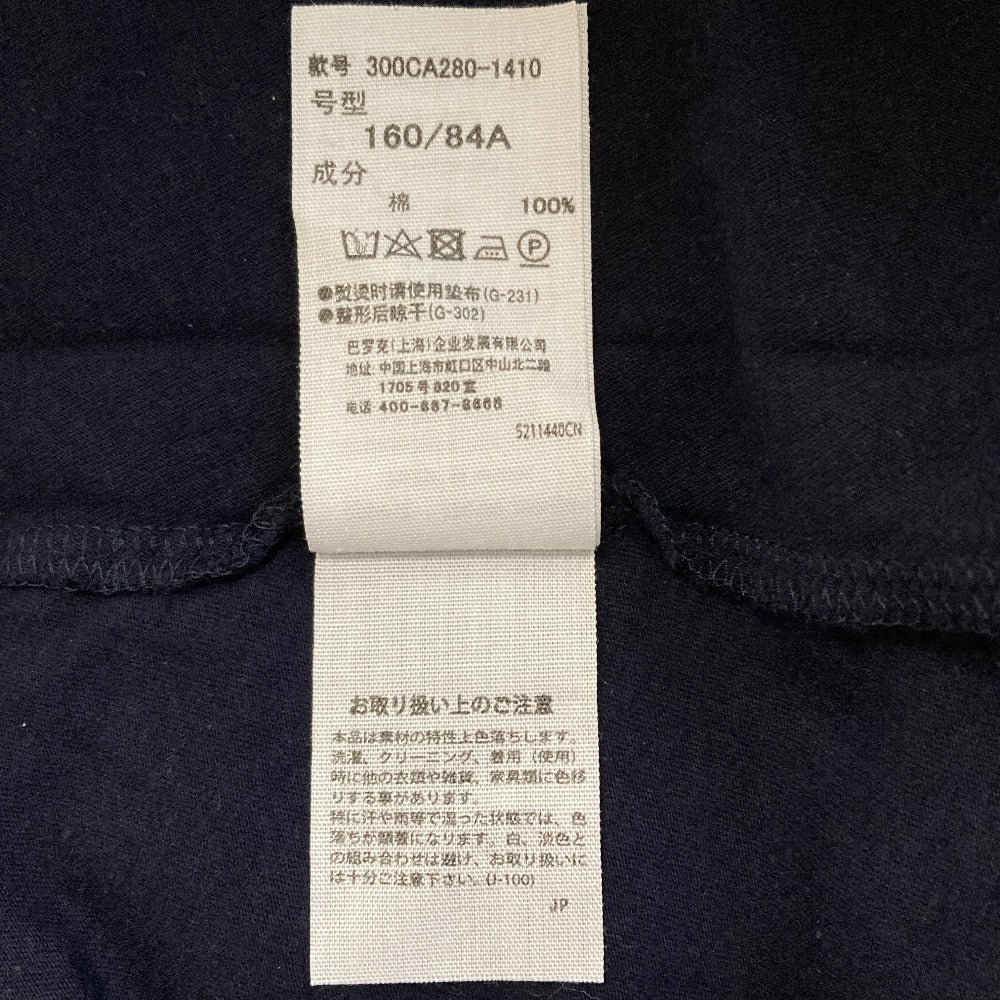 款号 300CA280-1410
号型
160/84A
成分
棉 100%
P
●熨烫时请使用垫布(G-231)
●整形后晾干(G-302)
巴罗克(上海)企业发展有限公司
地址 中国上海市虹口区中山北二路
1705号820室
电话 400-887-8668
S211440CN
お取り扱い上のご注意
本品は素材の特性上色落ちします。
洗濯、クリーニング、着用（使用）
時に他の衣類や雑貨、家具類に色移
りする事があります。
特に汗や雨等で湿った状態では、色
落ちが顕著になります。白、淡色と
の組み合わせは避け、お取り扱いに
は十分ご注意下さい。(J-100)
JP